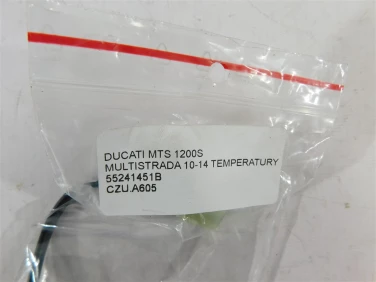 DUCATI MTS 1200S
MULTISTRADA 10-14 TEMPERATURY
55241451B
CZU.A605